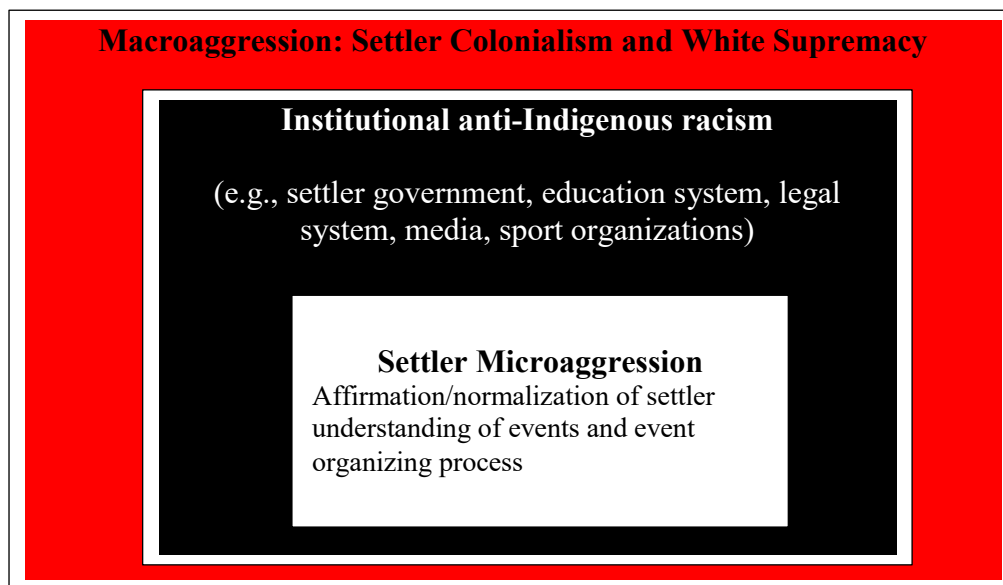 Macroaggression: Settler Colonialism and White Supremacy
Institutional anti-Indigenous racism
(e.g., settler government, education system, legal
system, media, sport organizations)
Settler Microaggression
Affirmation/normalization of settler
understanding of events and event
organizing process